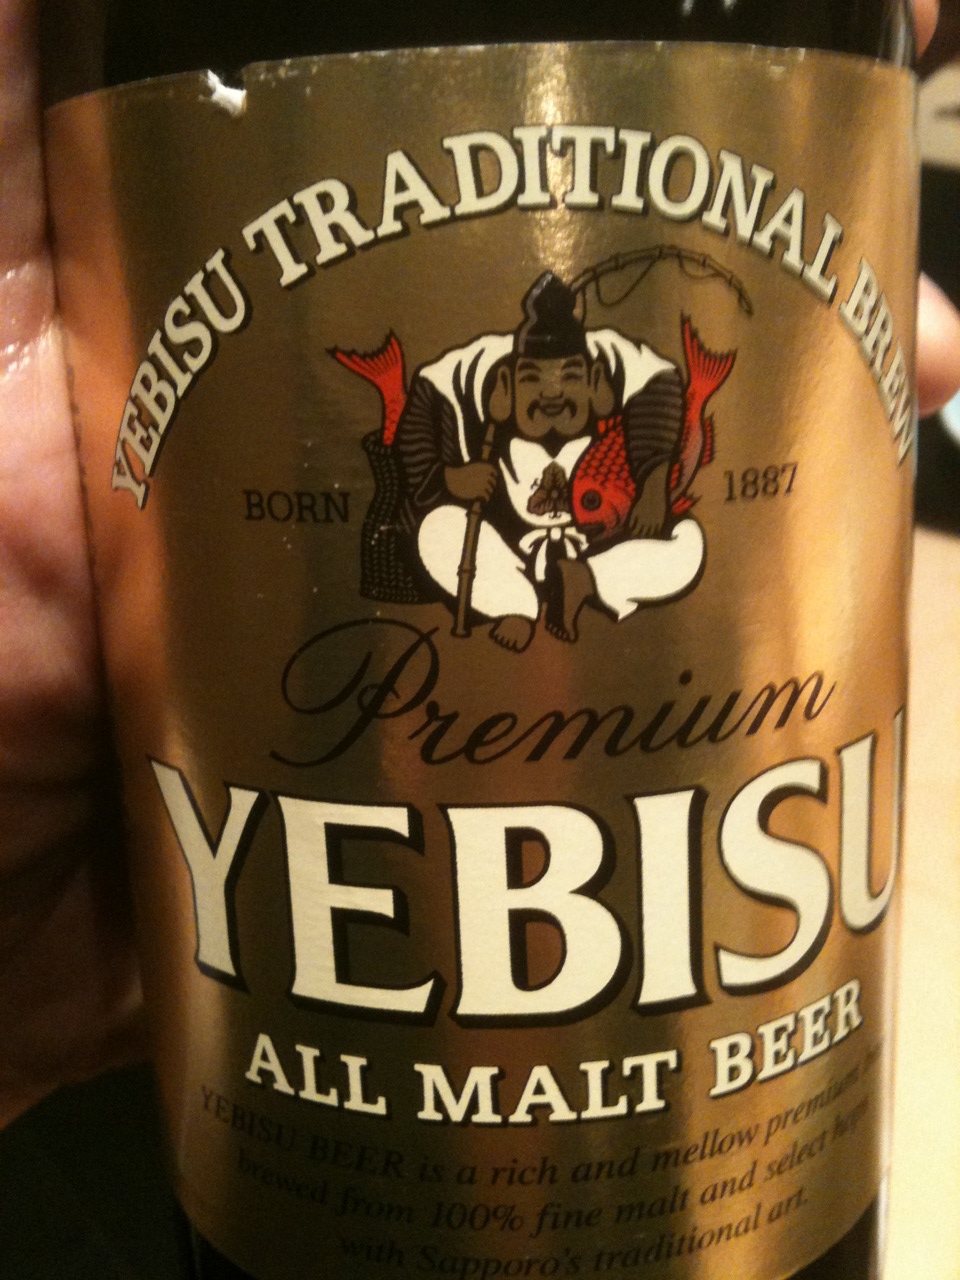 YEBISU TRADITIONAL BREW
BORN 1887
Premium
YEBISU
ALL MALT BEER
YEBISU BEER is a rich and mellow premium
brewed from 100% fine malt and select hops
with Sapporo's traditional art.